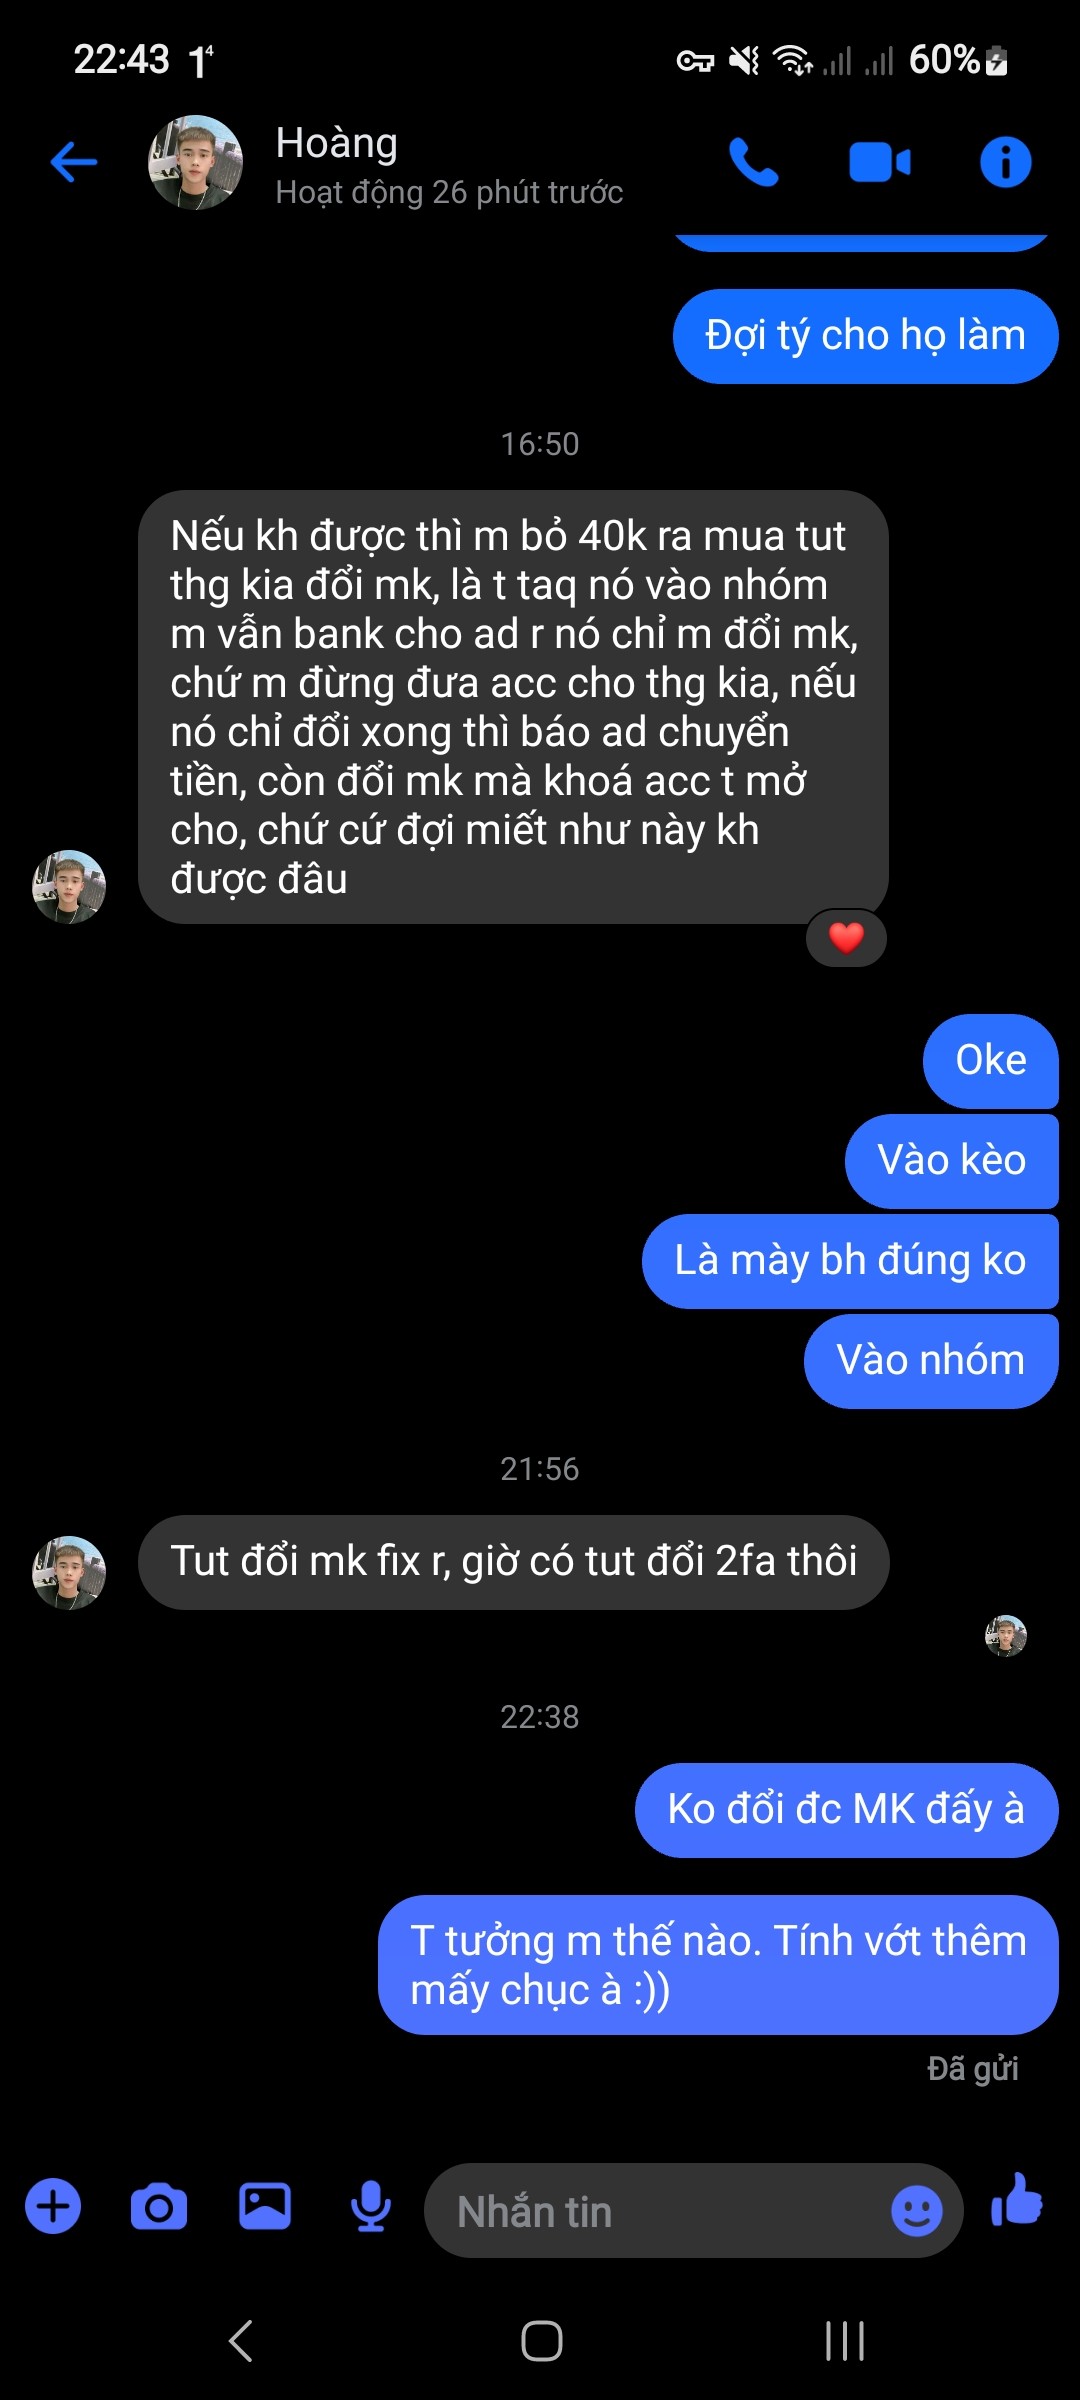 22:43 1⁴
60%
Hoàng
Hoạt động 26 phút trước
Đợi tý cho họ làm
16:50
Nếu kh được thì m bỏ 40k ra mua tut
thg kia đổi mk, là t taq nó vào nhóm
m vẫn bank cho ad r nó chỉ m đổi mk,
chứ m đừng đưa acc cho thg kia, nếu
nó chỉ đổi xong thì báo ad chuyển
tiền, còn đổi mk mà khoá acc t mở
cho, chứ cứ đợi miết như này kh
được đâu
Oke
Vào kèo
Là mày bh đúng ko
Vào nhóm
21:56
Tut đổi mk fix r, giờ có tut đổi 2fa thôi
22:38
Ko đổi đc MK đấy à
T tưởng m thế nào. Tính vớt thêm
mấy chục à :))
Đã gửi
Nhắn tin